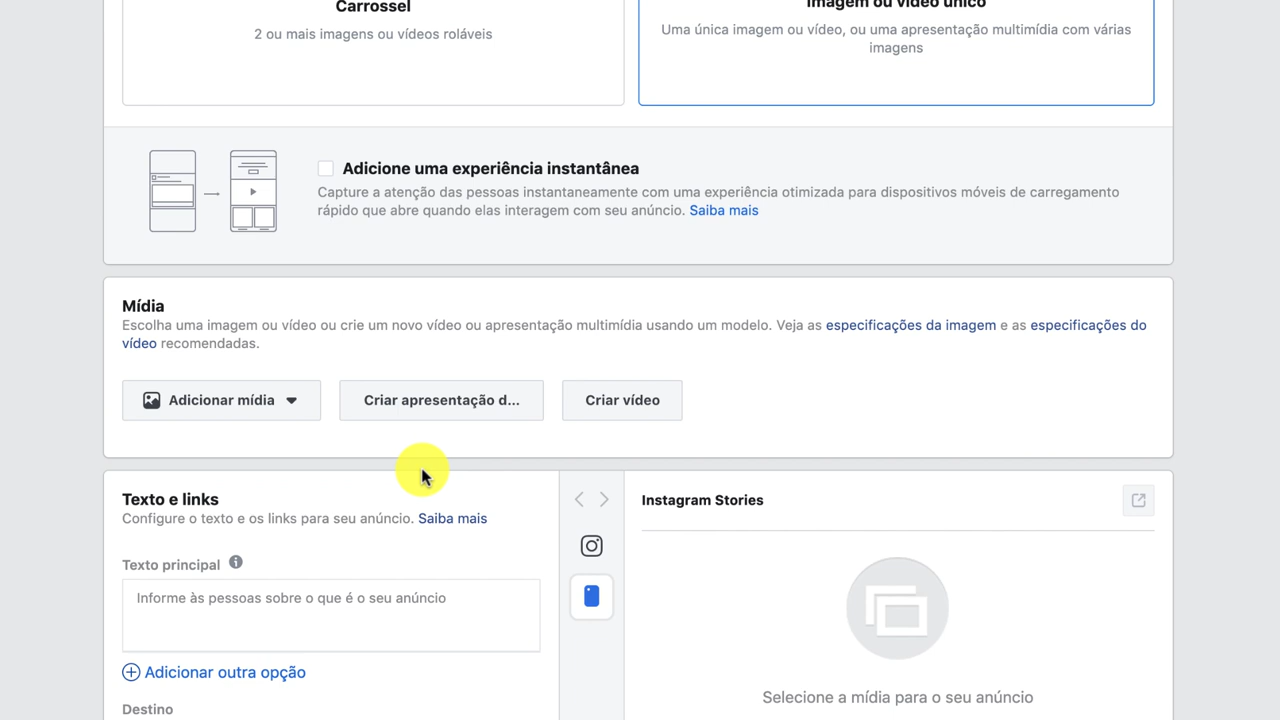 Carrossel
2 ou mais imagens ou vídeos roláveis
Imagem ou vídeo único
Uma única imagem ou vídeo, ou uma apresentação multimídia com várias
imagens
Adicione uma experiência instantânea
Capture a atenção das pessoas instantaneamente com uma experiência otimizada para dispositivos móveis de carregamento
rápido que abre quando elas interagem com seu anúncio. Saiba mais
Mídia
Escolha uma imagem ou vídeo ou crie um novo vídeo ou apresentação multimídia usando um modelo. Veja as especificações da imagem e as especificações do
vídeo recomendadas.
Adicionar mídia
Criar apresentação d...
Criar vídeo
Texto e links
Configure o texto e os links para seu anúncio. Saiba mais
Texto principal
Informe às pessoas sobre o que é o seu anúncio
Adicionar outra opção
Destino
Instagram Stories
Selecione a mídia para o seu anúncio